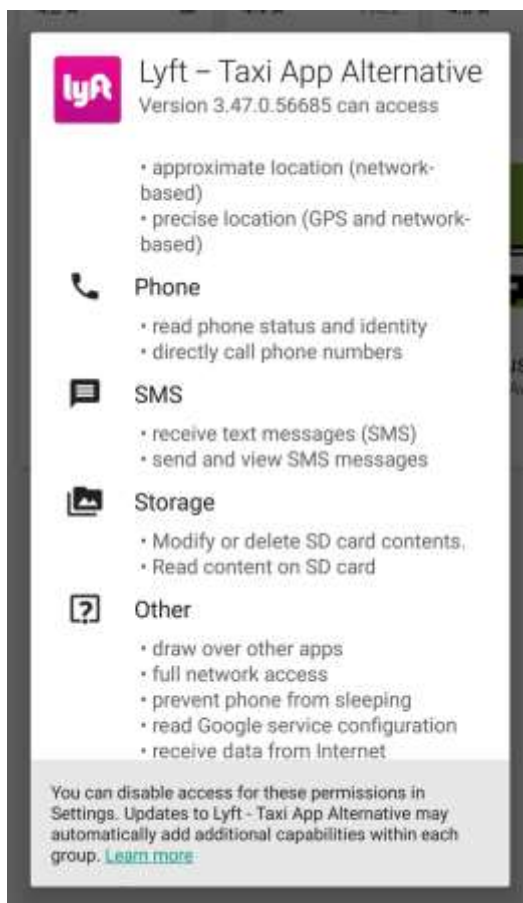 lyft
Lyft – Taxi App Alternative
Version 3.47.0.56685 can access
• approximate location (network-
based)
• precise location (GPS and network-
based)
Phone
• read phone status and identity
• directly call phone numbers
SMS
• receive text messages (SMS)
• send and view SMS messages
Storage
• Modify or delete SD card contents.
• Read content on SD card
Other
• draw over other apps
• full network access
• prevent phone from sleeping
• read Google service configuration
• receive data from Internet
You can disable access for these permissions in
Settings. Updates to Lyft - Taxi App Alternative may
automatically add additional capabilities within each
group. Learn more